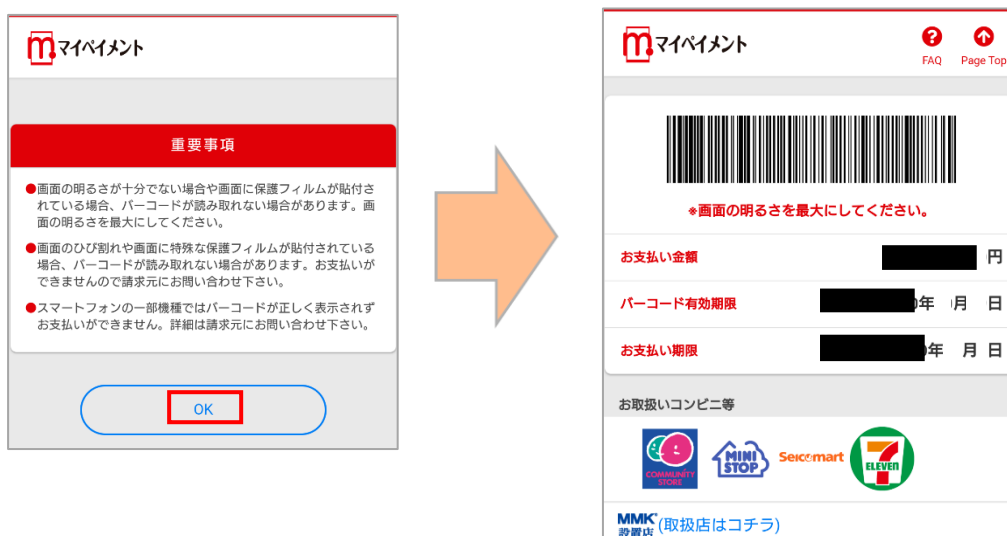 m.マイペイメント
重要事項
●画面の明るさが十分でない場合や画面に保護フィルムが貼付さ
れている場合、バーコードが読み取れない場合があります。画
面の明るさを最大にしてください。
●画面のひび割れや画面に特殊な保護フィルムが貼付されている
場合、バーコードが読み取れない場合があります。お支払いが
できませんので請求元にお問い合わせ下さい。
●スマートフォンの一部機種ではバーコードが正しく表示されず
お支払いができません。詳細は請求元にお問い合わせ下さい。
OK
m.マイペイメント
? FAQ
Page Top
※画面の明るさを最大にしてください。
お支払い金額 円
バーコード有効期限 年 月 日
お支払い期限 年 月 日
お取扱いコンビニ等
COMMUNITY STORE
MINI STOP
Seicomart
7 ELEVEN
MMK設置店 (取扱店はコチラ)